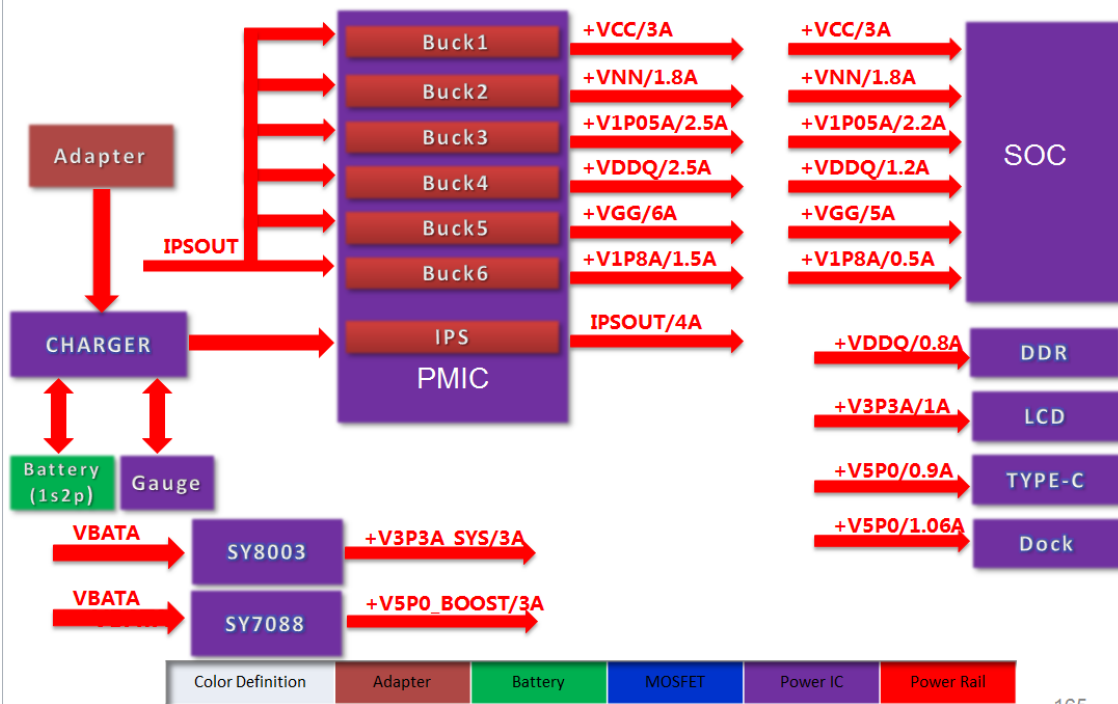 Adapter
IPSOUT
CHARGER
Battery
(1s2p)
Gauge
Buck1
Buck2
Buck3
Buck4
Buck5
Buck6
IPS
PMIC
+VCC/3A
+VNN/1.8A
+V1P05A/2.5A
+VDDQ/2.5A
+VGG/6A
+V1P8A/1.5A
IPSOUT/4A
+VCC/3A
+VNN/1.8A
+V1P05A/2.2A
+VDDQ/1.2A
+VGG/5A
+V1P8A/0.5A
SOC
+VDDQ/0.8A
DDR
+V3P3A/1A
LCD
+V5P0/0.9A
TYPE-C
+V5P0/1.06A
Dock
VBATA
SY8003
+V3P3A_SYS/3A
VBATA
SY7088
+V5P0_BOOST/3A
Color Definition
Adapter
Battery
MOSFET
Power IC
Power Rail